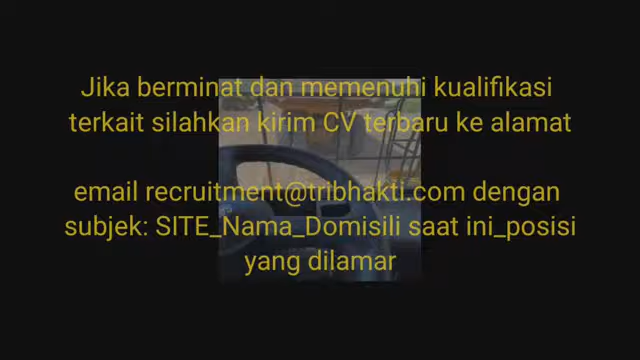 Jika berminat dan memenuhi kualifikasi
terkait silahkan kirim CV terbaru ke alamat
email recruitment@tribhakti.com dengan
subjek: SITE_Nama_Domisili saat ini_posisi
yang dilamar